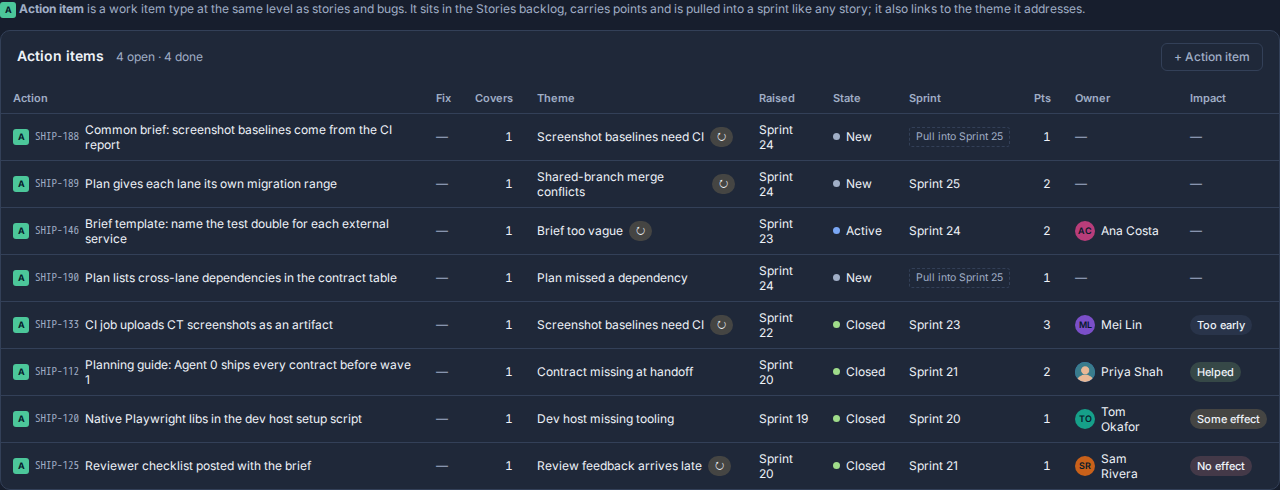 A Action item is a work item type at the same level as stories and bugs. It sits in the Stories backlog, carries points and is pulled into a sprint like any story; it also links to the theme it addresses.
Action items 4 open · 4 done + Action item
Action Fix Covers Theme Raised State Sprint Pts Owner Impact
A SHIP-188 Common brief: screenshot baselines come from the CI report — 1 Screenshot baselines need CI ↻ Sprint 24 New Pull into Sprint 25 1 — —
A SHIP-189 Plan gives each lane its own migration range — 1 Shared-branch merge conflicts ↻ Sprint 24 New Sprint 25 2 — —
A SHIP-146 Brief template: name the test double for each external service — 1 Brief too vague ↻ Sprint 23 Active Sprint 24 2 AC Ana Costa —
A SHIP-190 Plan lists cross-lane dependencies in the contract table — 1 Plan missed a dependency Sprint 24 New Pull into Sprint 25 1 — —
A SHIP-133 CI job uploads CT screenshots as an artifact — 1 Screenshot baselines need CI ↻ Sprint 22 Closed Sprint 23 3 ML Mei Lin Too early
A SHIP-112 Planning guide: Agent 0 ships every contract before wave 1 — 1 Contract missing at handoff Sprint 20 Closed Sprint 21 2 Priya Shah Helped
A SHIP-120 Native Playwright libs in the dev host setup script — 1 Dev host missing tooling Sprint 19 Closed Sprint 20 1 TO Tom Okafor Some effect
A SHIP-125 Reviewer checklist posted with the brief — 1 Review feedback arrives late ↻ Sprint 20 Closed Sprint 21 1 SR Sam Rivera No effect